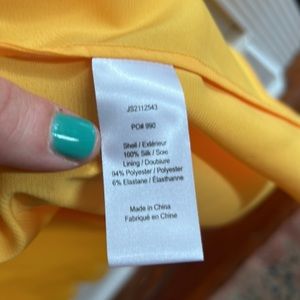 JS2112543
PO# 990
Shell / Extérieur
100% Silk / Soie
Lining / Doublure
94% Polyester / Polyester
6% Elastane / Élasthanne
Made in China
Fabriqué en Chine